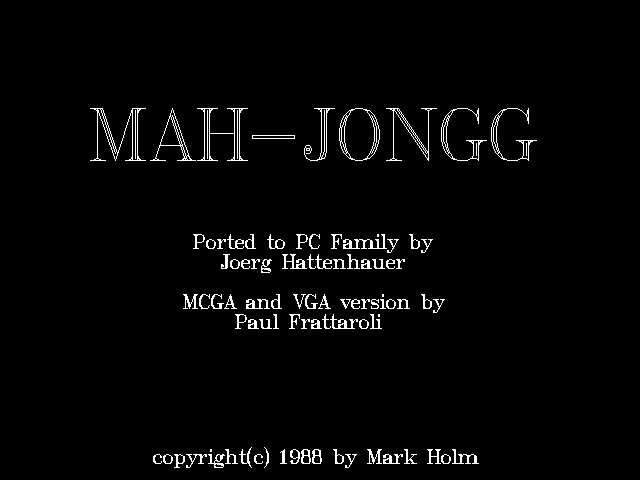 MAH-JONGG
Ported to PC Family by
Joerg Hattenhauer
MCGA and VGA version by
Paul Frattaroli
copyright(c) 1988 by Mark Holm